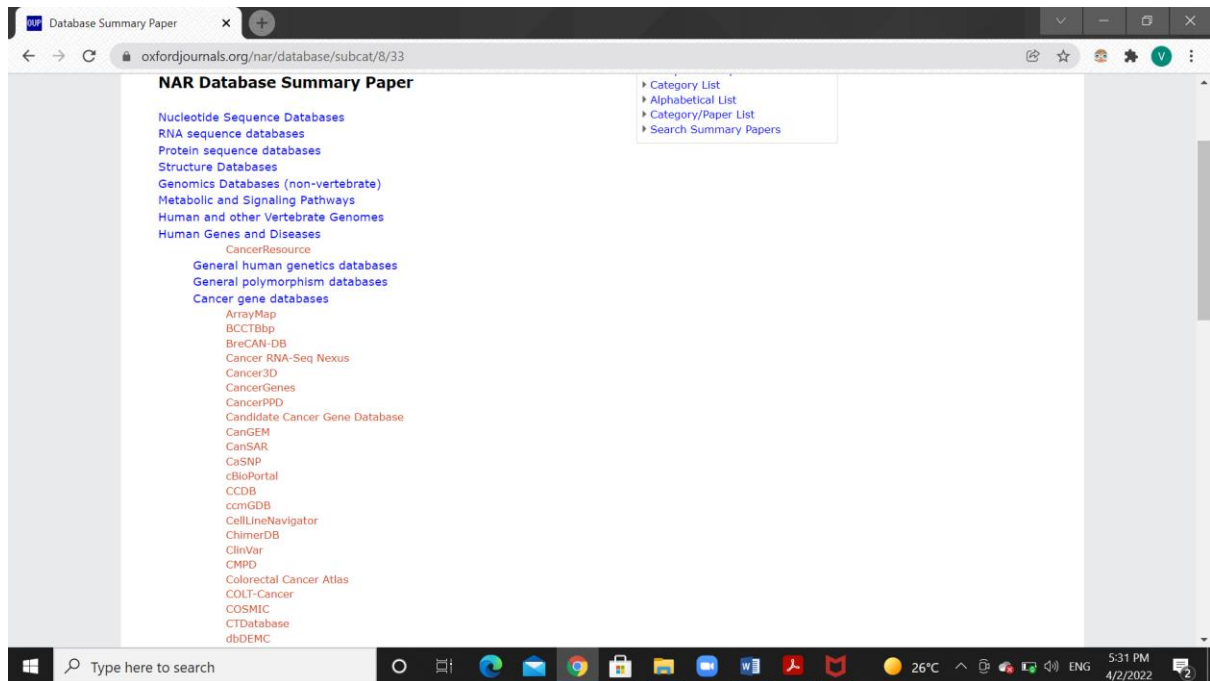 OUP Database Summary Paper
oxfordjournals.org/nar/database/subcat/8/33
V
NAR Database Summary Paper
Nucleotide Sequence Databases
RNA sequence databases
Protein sequence databases
Structure Databases
Genomics Databases (non-vertebrate)
Metabolic and Signaling Pathways
Human and other Vertebrate Genomes
Human Genes and Diseases
CancerResource
General human genetics databases
General polymorphism databases
Cancer gene databases
ArrayMap
BCCTBbp
BreCAN-DB
Cancer RNA-Seq Nexus
Cancer3D
CancerGenes
CancerPPD
Candidate Cancer Gene Database
CanGEM
CanSAR
CaSNP
cBioPortal
CCDB
ccmGDB
CellLineNavigator
ChimerDB
ClinVar
CMPD
Colorectal Cancer Atlas
COLT-Cancer
COSMIC
CTDatabase
dbDEMC
Category List
Alphabetical List
Category/Paper List
Search Summary Papers
Type here to search
26°C
ENG
5:31 PM
4/2/2022
2